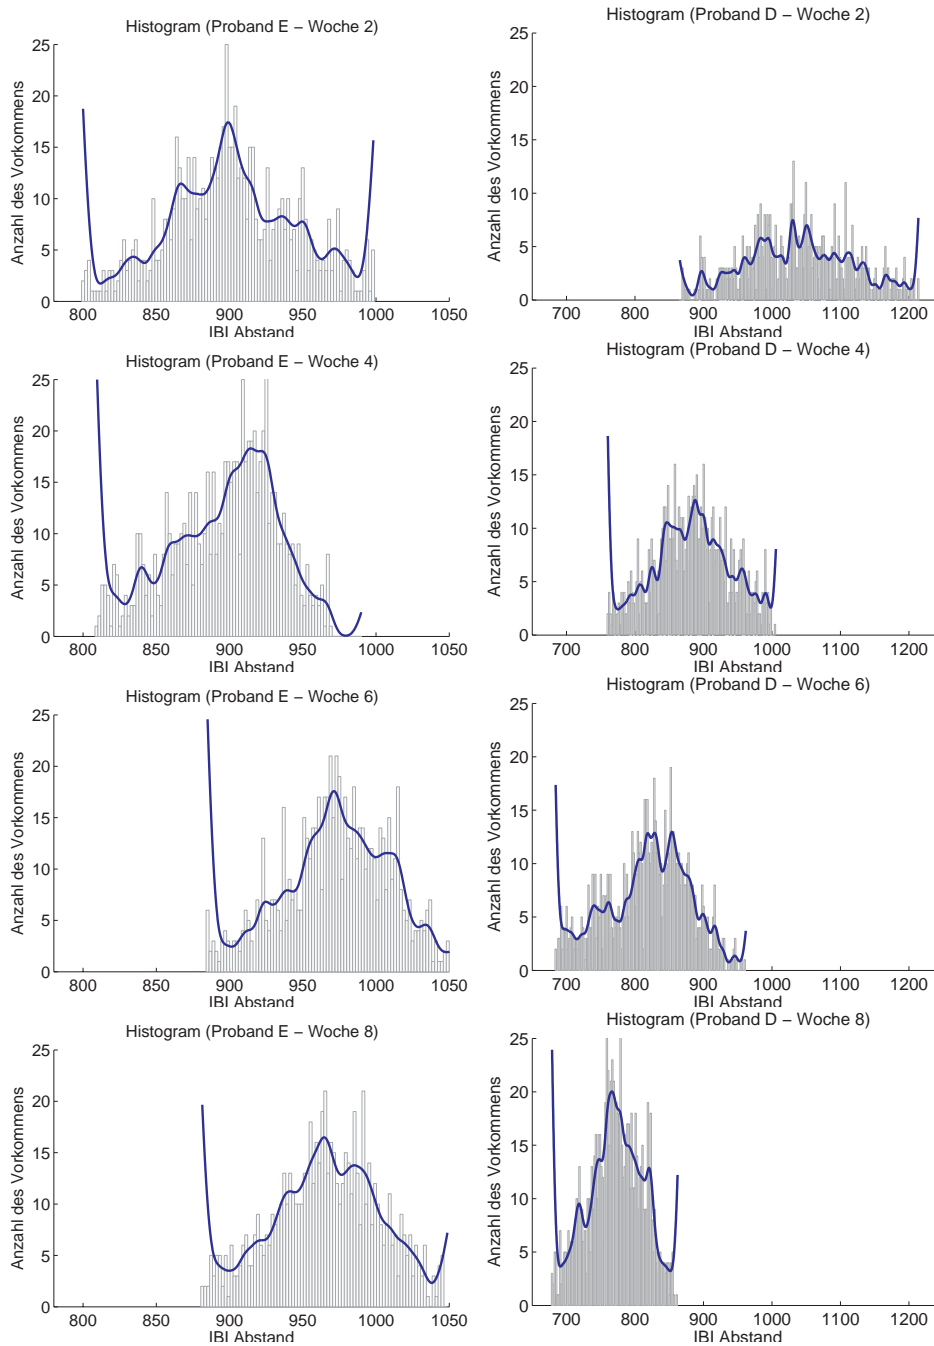 Histogram (Proband E – Woche 2)
Anzahl des Vorkommens
25
20
15
10
5
0
800 850 900 950 1000 1050
IBI Abstand
Histogram (Proband D – Woche 2)
Anzahl des Vorkommens
25
20
15
10
5
0
700 800 900 1000 1100 1200
IBI Abstand
Histogram (Proband E – Woche 4)
Anzahl des Vorkommens
25
20
15
10
5
0
800 850 900 950 1000 1050
IBI Abstand
Histogram (Proband D – Woche 4)
Anzahl des Vorkommens
25
20
15
10
5
0
700 800 900 1000 1100 1200
IBI Abstand
Histogram (Proband E – Woche 6)
Anzahl des Vorkommens
25
20
15
10
5
0
800 850 900 950 1000 1050
IBI Abstand
Histogram (Proband D – Woche 6)
Anzahl des Vorkommens
25
20
15
10
5
0
700 800 900 1000 1100 1200
IBI Abstand
Histogram (Proband E – Woche 8)
Anzahl des Vorkommens
25
20
15
10
5
0
800 850 900 950 1000 1050
IBI Abstand
Histogram (Proband D – Woche 8)
Anzahl des Vorkommens
25
20
15
10
5
0
700 800 900 1000 1100 1200
IBI Abstand